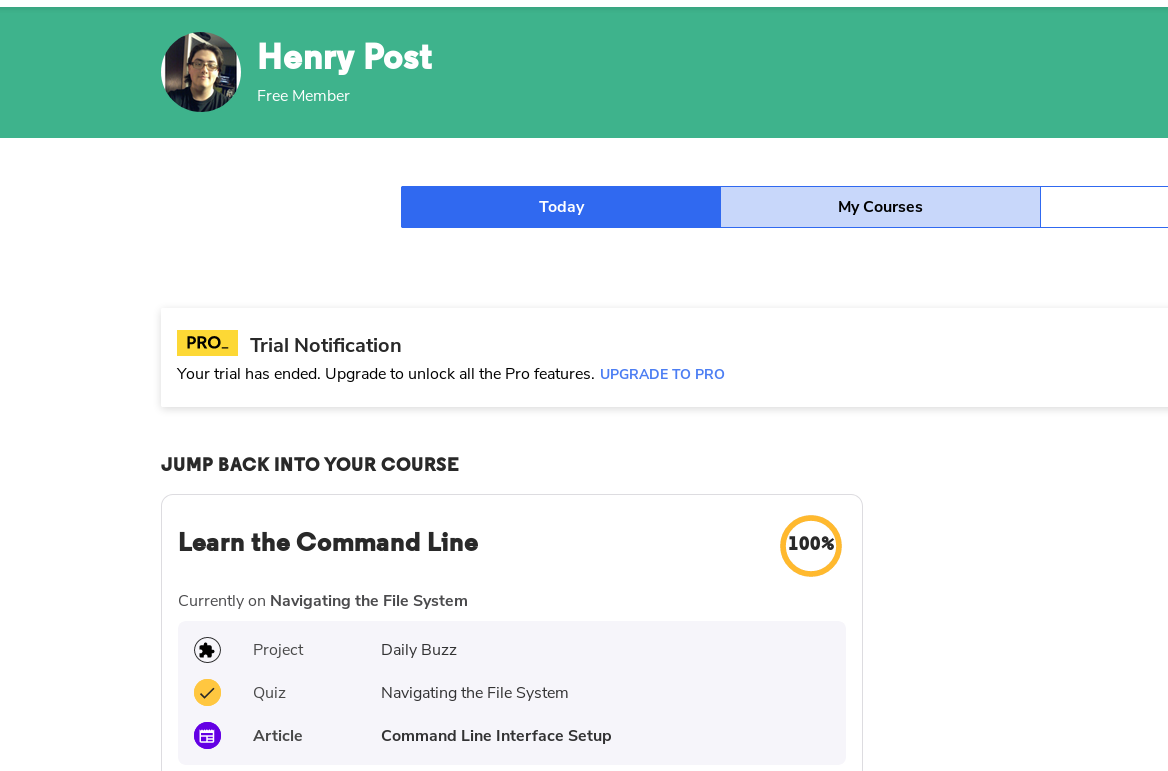 Henry Post
Free Member
Today
My Courses
PRO_ Trial Notification
Your trial has ended. Upgrade to unlock all the Pro features. UPGRADE TO PRO
JUMP BACK INTO YOUR COURSE
Learn the Command Line
100%
Currently on Navigating the File System
Project Daily Buzz
Quiz Navigating the File System
Article Command Line Interface Setup